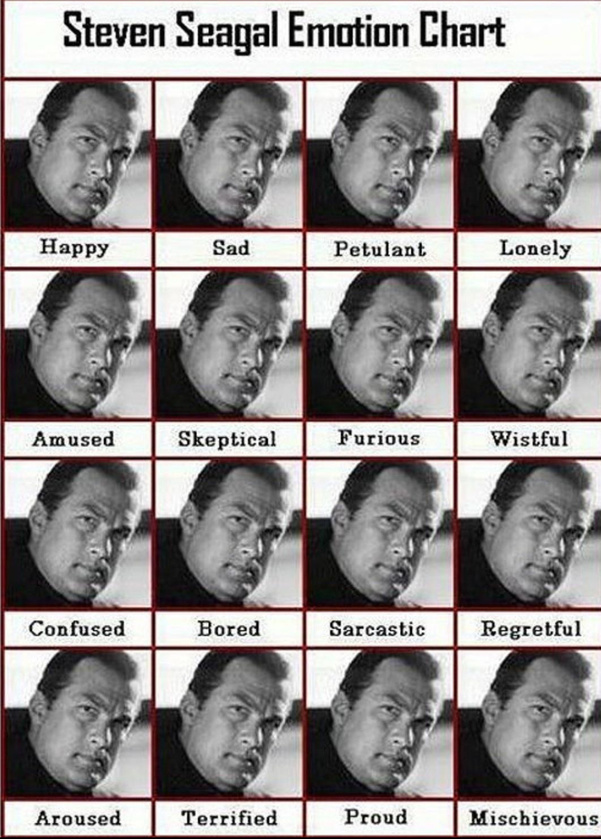 Steven Seagal Emotion Chart
Happy Sad Petulant Lonely
Amused Skeptical Furious Wistful
Confused Bored Sarcastic Regretful
Aroused Terrified Proud Mischievous